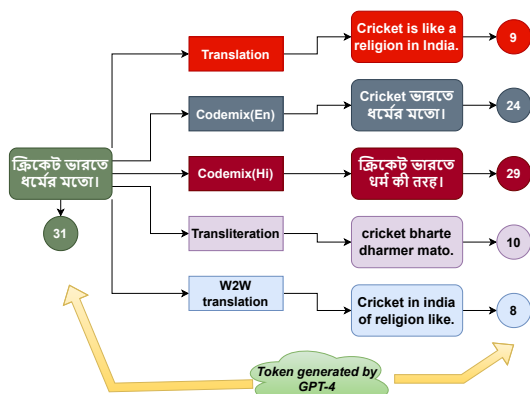 Cricket is like a
religion in India.
9
Translation
Cricket ভারতে
ধর্মের মতো।
24
Codemix(En)
ক্রিকেট ভারতে
ধর্মের মতো।
31
Codemix(Hi)
ক্রিকেট ভারতে
धर्म की तरह।
29
Transliteration
cricket bharte
dharmer mato.
10
W2W
translation
Cricket in india
of religion like.
8
Token generated by
GPT-4